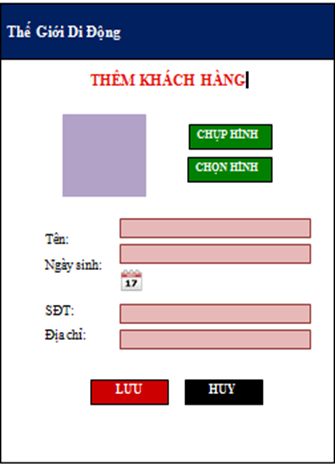 Thế Giới Di Động
THÊM KHÁCH HÀNG
CHỤP HÌNH
CHỌN HÌNH
Tên:
Ngày sinh:
17
SĐT:
Địa chỉ:
LƯU
HUY